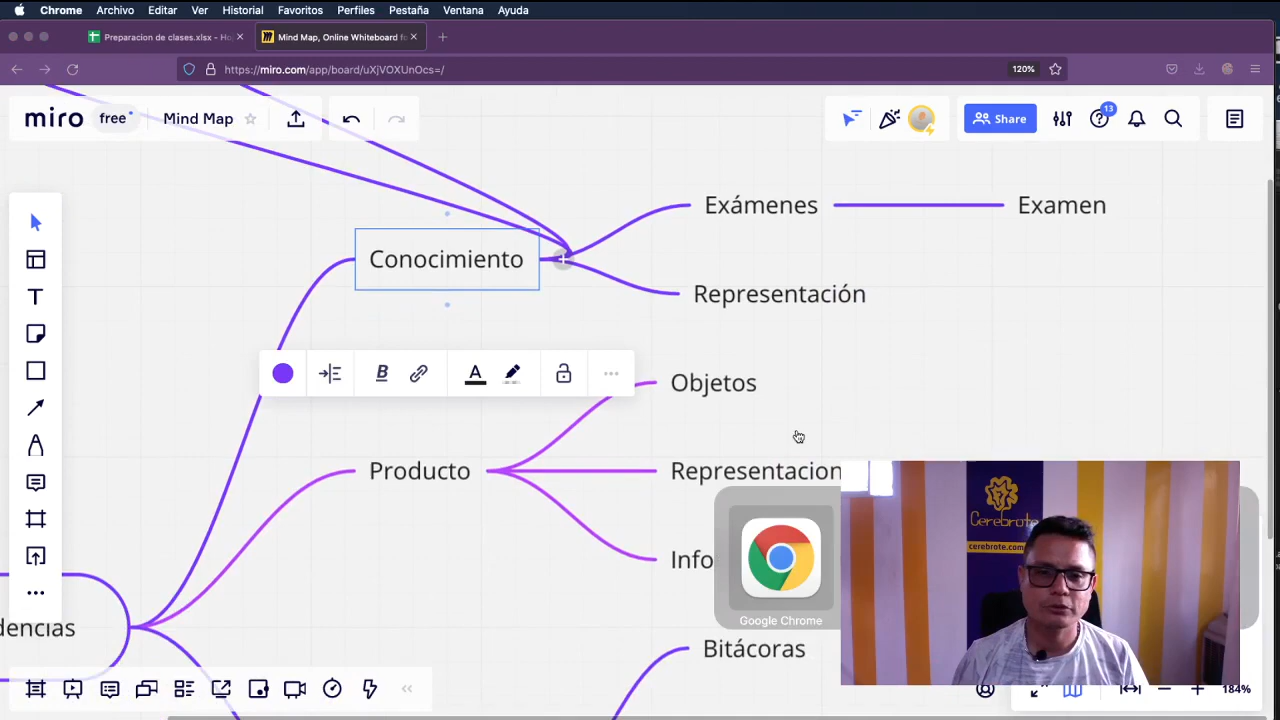 Chrome Archivo Editar Ver Historial Favoritos Perfiles Pestaña Ventana Ayuda
Preparacion de clases.xlsx - Ho
Mind Map, Online Whiteboard fo
https://miro.com/app/board/uXjVOXUnOcs=/
120%
miro free Mind Map
Share
13
Exámenes
Examen
Conocimiento
Representación
B
A
T
Objetos
Producto
Representacion
Info
Google Chrome
Cerebrote
cerebrote.com
dencias
Bitácoras
184%